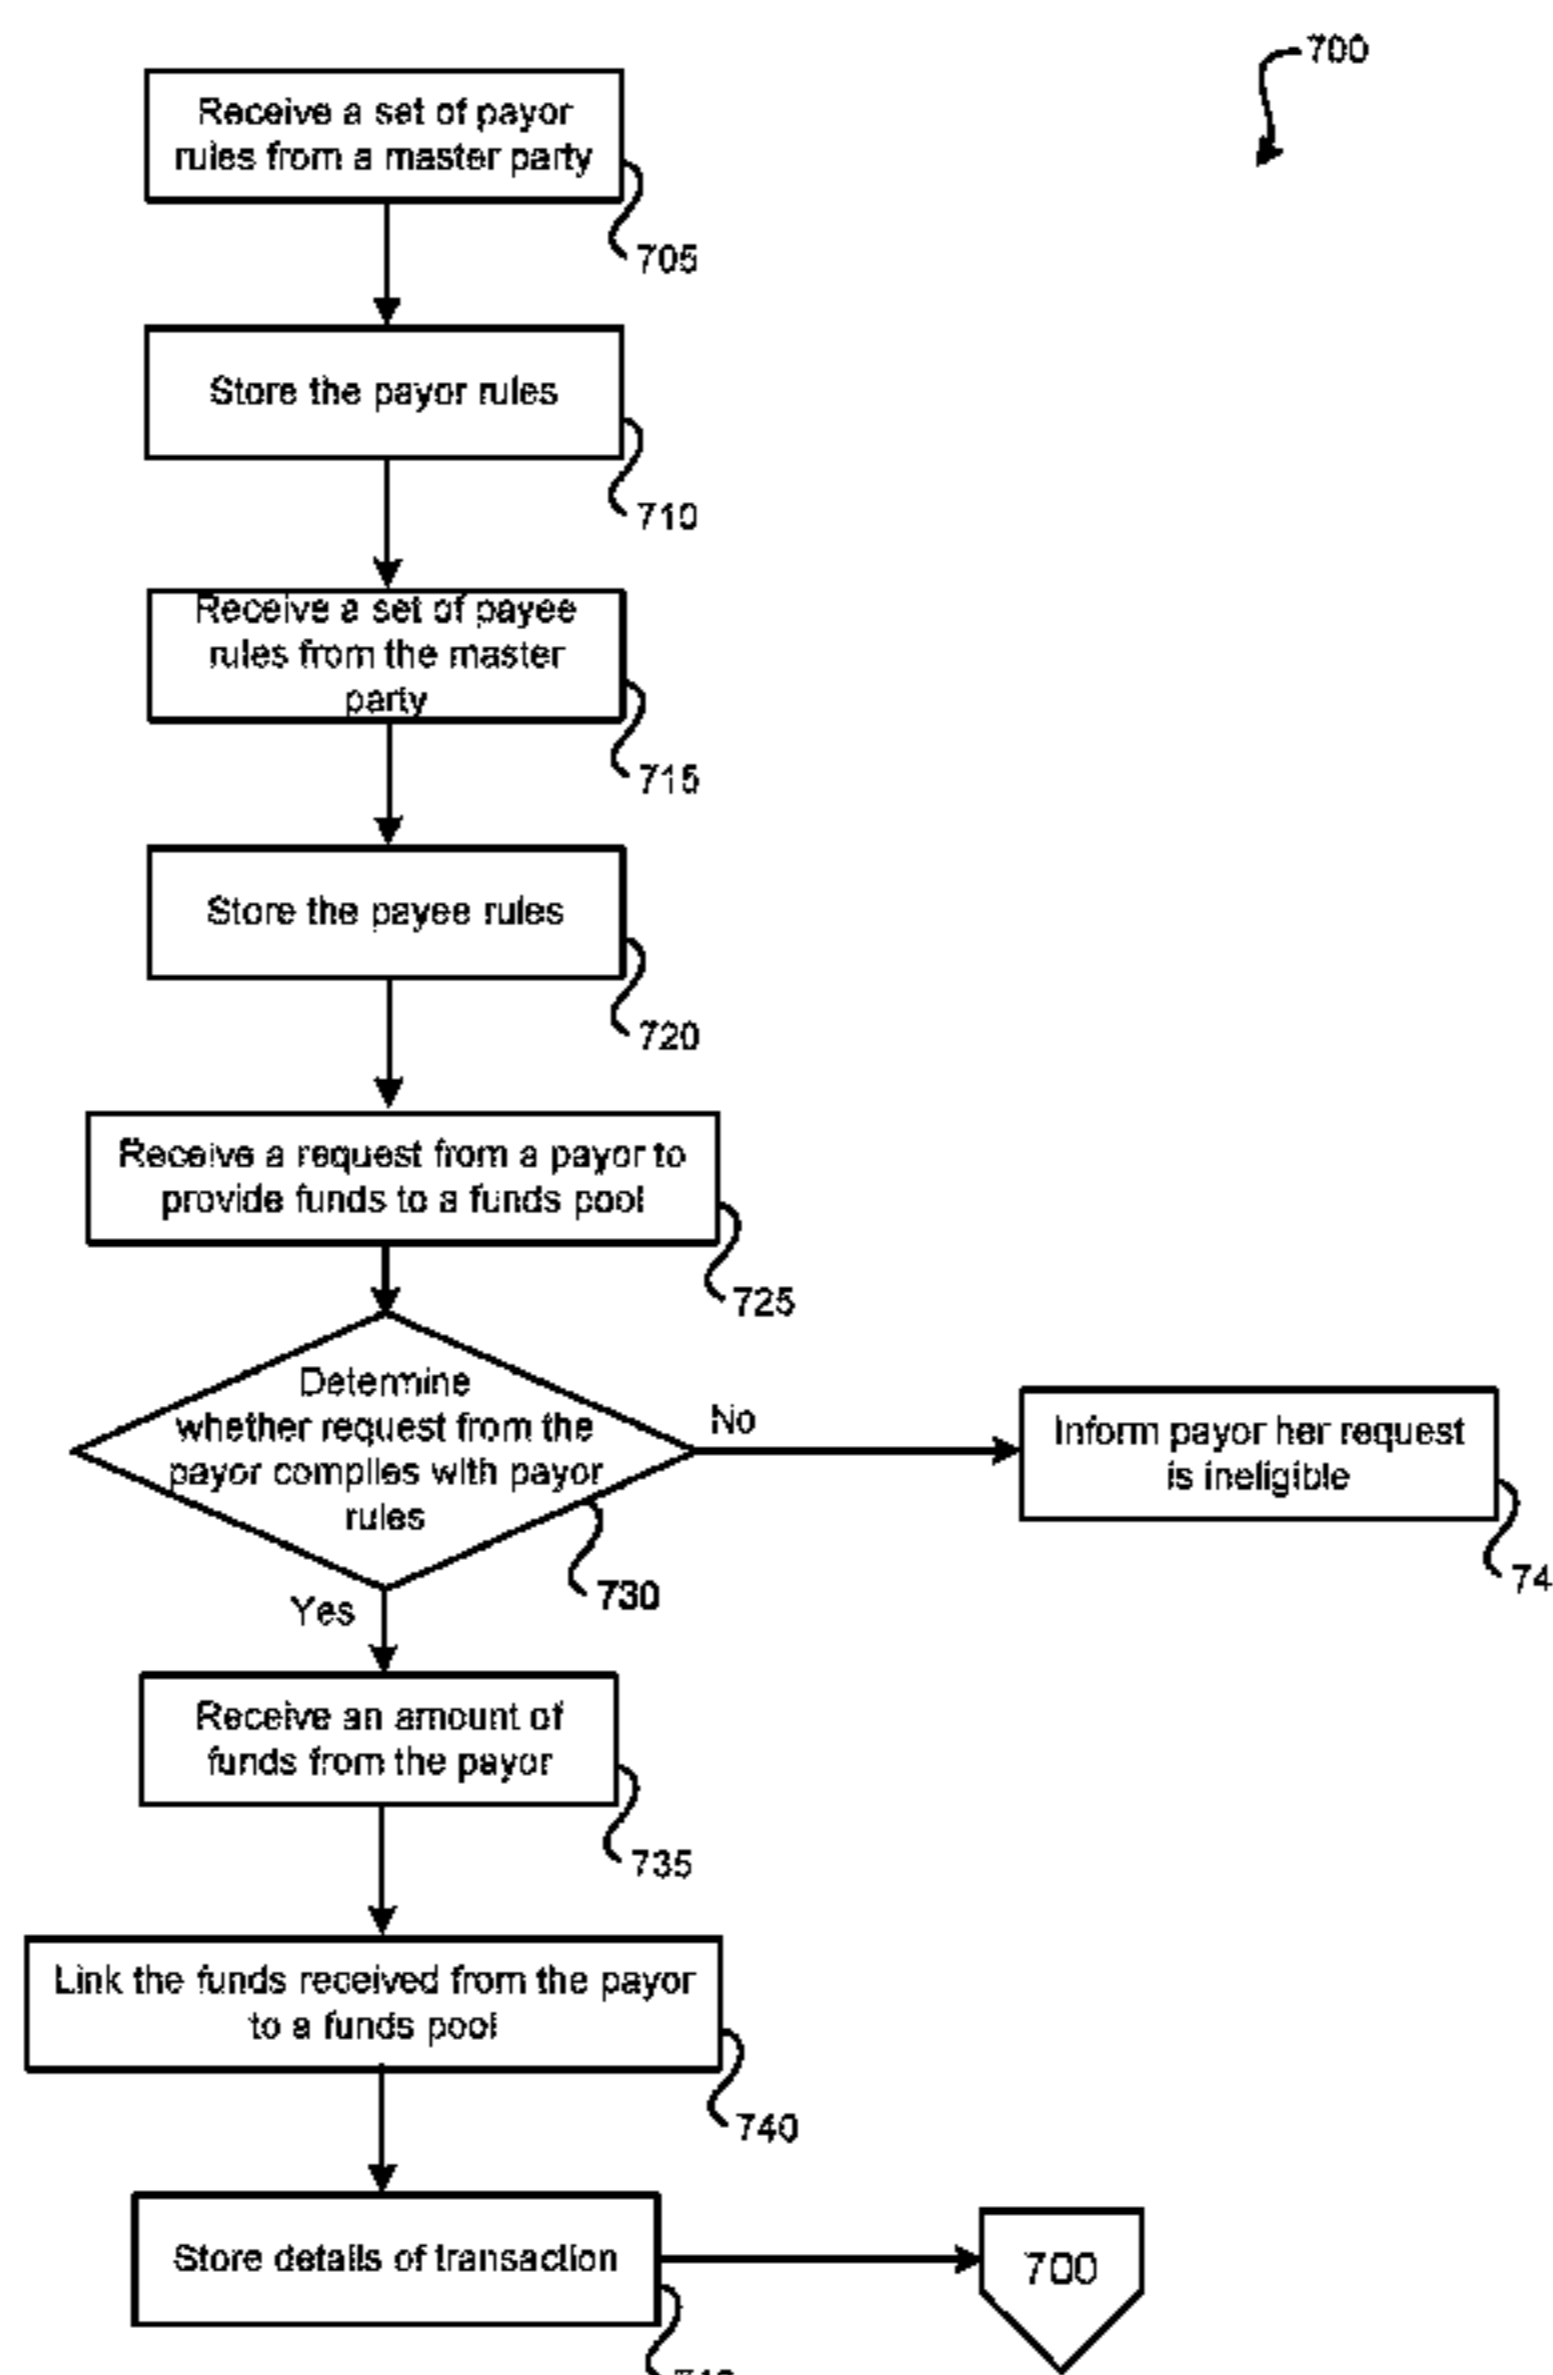 700
Receive a set of payor
rules from a master party
705
Store the payor rules
710
Receive a set of payee
rules from the master
party
715
Store the payee rules
720
Receive a request from a payor to
provide funds to a funds pool
725
Determine
whether request from the
payor complies with payor
rules
730
No
Inform payor her request
is ineligible
74
Yes
Receive an amount of
funds from the payor
735
Link the funds received from the payor
to a funds pool
740
Store details of transaction
700